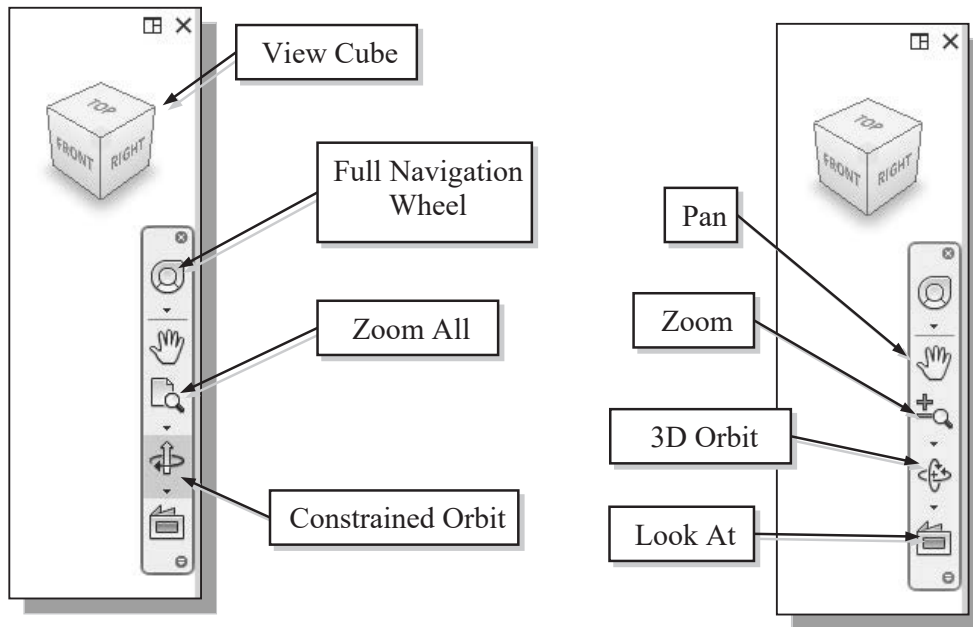 View Cube
TOP
FRONT
RIGHT
Full Navigation
Wheel
Zoom All
Constrained Orbit
TOP
FRONT
RIGHT
Pan
Zoom
3D Orbit
Look At